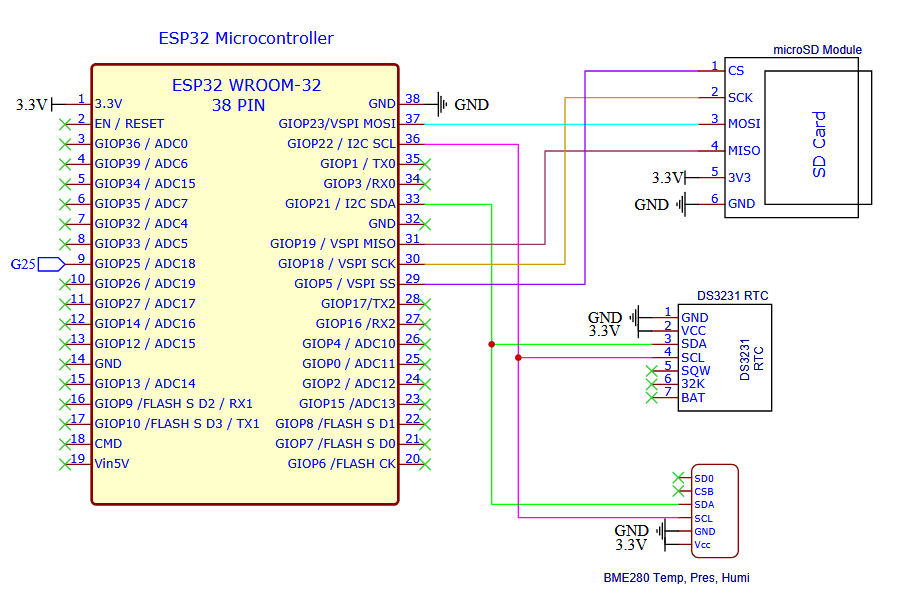 ESP32 Microcontroller
ESP32 WROOM-32
38 PIN
3.3V 1 3.3V
2 EN / RESET
3 GIOP36 / ADC0
4 GIOP39 / ADC6
5 GIOP34 / ADC15
6 GIOP35 / ADC7
7 GIOP32 / ADC4
8 GIOP33 / ADC5
G25 9 GIOP25 / ADC18
10 GIOP26 / ADC19
11 GIOP27 / ADC17
12 GIOP14 / ADC16
13 GIOP12 / ADC15
14 GND
15 GIOP13 / ADC14
16 GIOP9 /FLASH S D2 / RX1
17 GIOP10 /FLASH S D3 / TX1
18 CMD
19 Vin5V
GND 38 GND
GIOP23/VSPI MOSI 37
GIOP22 / I2C SCL 36
GIOP1 / TX0 35
GIOP3 /RX0 34
GIOP21 / I2C SDA 33
GND 32
GIOP19 / VSPI MISO 31
GIOP18 / VSPI SCK 30
GIOP5 / VSPI SS 29
GIOP17/TX2 28
GIOP16 /RX2 27
GIOP4 / ADC10 26
GIOP0 / ADC11 25
GIOP2 / ADC12 24
GIOP15 /ADC13 23
GIOP8 /FLASH S D1 22
GIOP7 /FLASH S D0 21
GIOP6 /FLASH CK 20
microSD Module
1 CS
2 SCK
3 MOSI
4 MISO
3.3V 5 3V3
GND 6 GND
SD Card
DS3231 RTC
GND 1 GND
3.3V 2 VCC
3 SDA
4 SCL
5 SQW
6 32K
7 BAT
DS3231
RTC
SD0
CSB
SDA
SCL
GND GND
3.3V Vcc
BME280 Temp, Pres, Humi